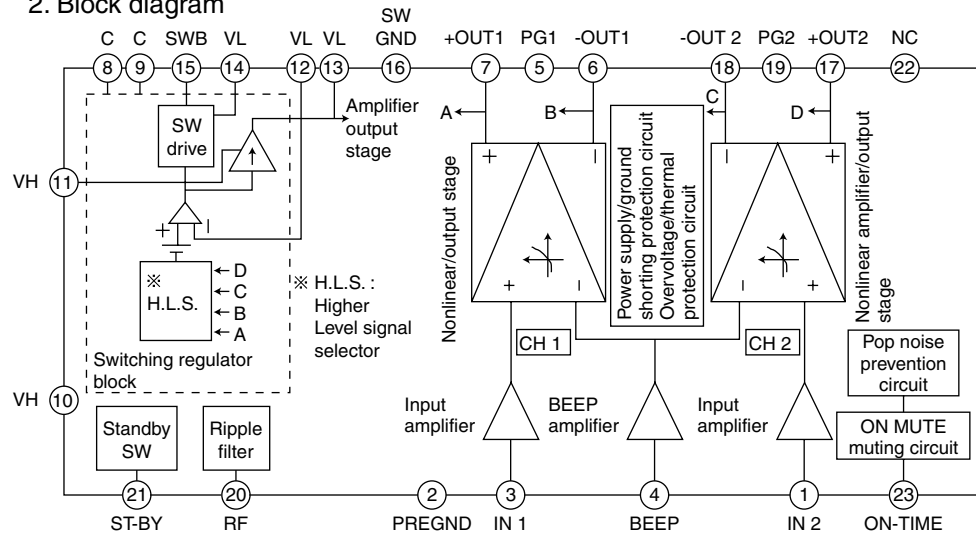 2. Block diagram
SW
C C SWB VL VL VL GND +OUT1 PG1 -OUT1 -OUT 2 PG2 +OUT2 NC
8 9 15 14 12 13 16 7 5 6 18 19 17 22
SW
drive
Amplifier
output
stage
A
B
C
D
VH 11
+ −
※
H.L.S.
D
C
B
A
※ H.L.S. :
Higher
Level signal
selector
Switching regulator
block
VH 10
Nonlinear/output stage
+ −
+ −
Power supply/ground
shorting protection circuit
Overvoltage/thermal
protection circuit
− +
− +
Nonlinear amplifier/output
stage
CH 1
CH 2
Pop noise
prevention
circuit
Standby
SW
Ripple
filter
Input
amplifier
BEEP
amplifier
Input
amplifier
ON MUTE
muting circuit
21 20 2 3 4 1 23
ST-BY RF PREGND IN 1 BEEP IN 2 ON-TIME